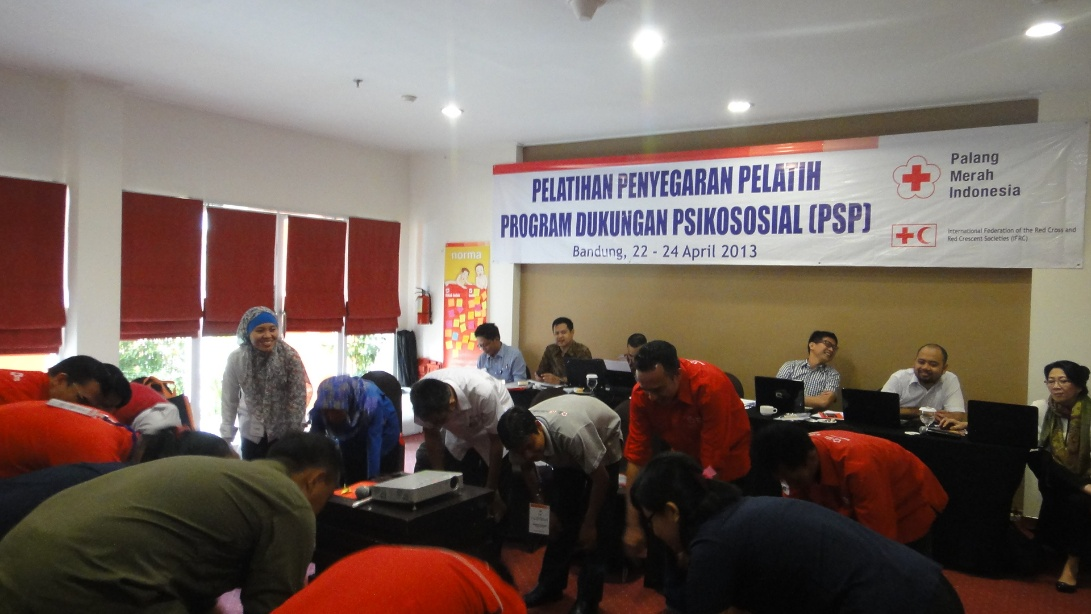 PELATIHAN PENYEGARAN PELATIH
PROGRAM DUKUNGAN PSIKOSOSIAL (PSP)
Bandung, 22 - 24 April 2013
Palang
Merah
Indonesia
International Federation of the Red Cross and
Red Crescent Societies (IFRC)
norma